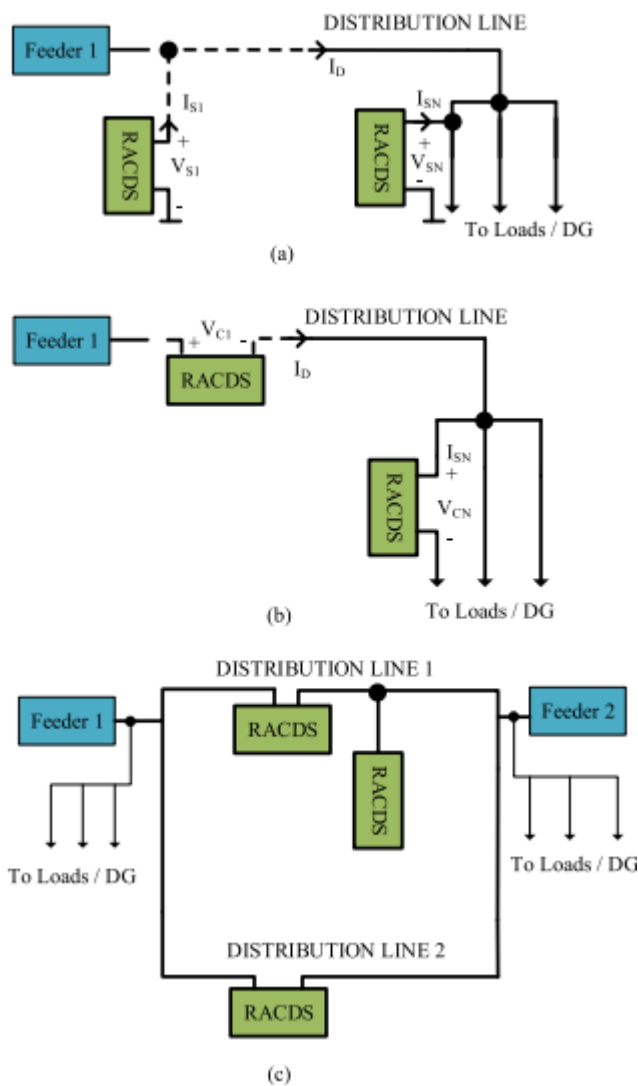 DISTRIBUTION LINE
Feeder 1
I_D
I_S1
I_SN
RACDS
+
V_S1
-
RACDS
+
V_SN
-
To Loads / DG
(a)
DISTRIBUTION LINE
Feeder 1
+ V_C1 -
RACDS
I_D
I_SN
RACDS
+
V_CN
-
To Loads / DG
(b)
DISTRIBUTION LINE 1
Feeder 1
RACDS
Feeder 2
RACDS
To Loads / DG
To Loads / DG
DISTRIBUTION LINE 2
RACDS
(c)